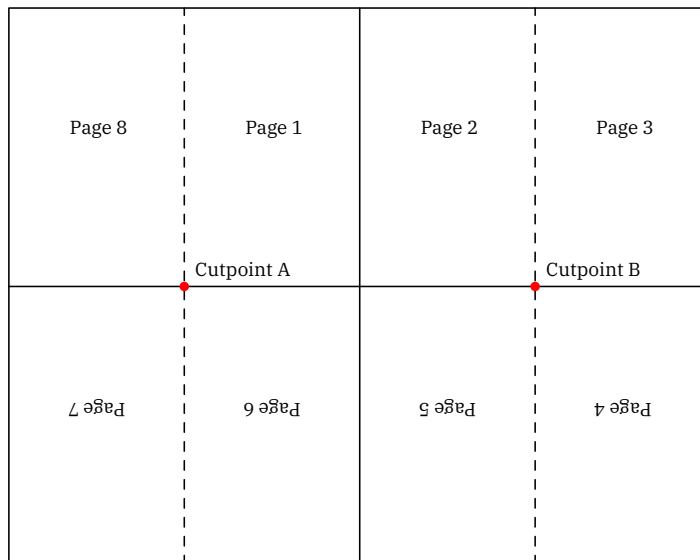 Page 8
Page 1
Page 2
Page 3
Cutpoint A
Cutpoint B
Page 7
Page 6
Page 5
Page 4